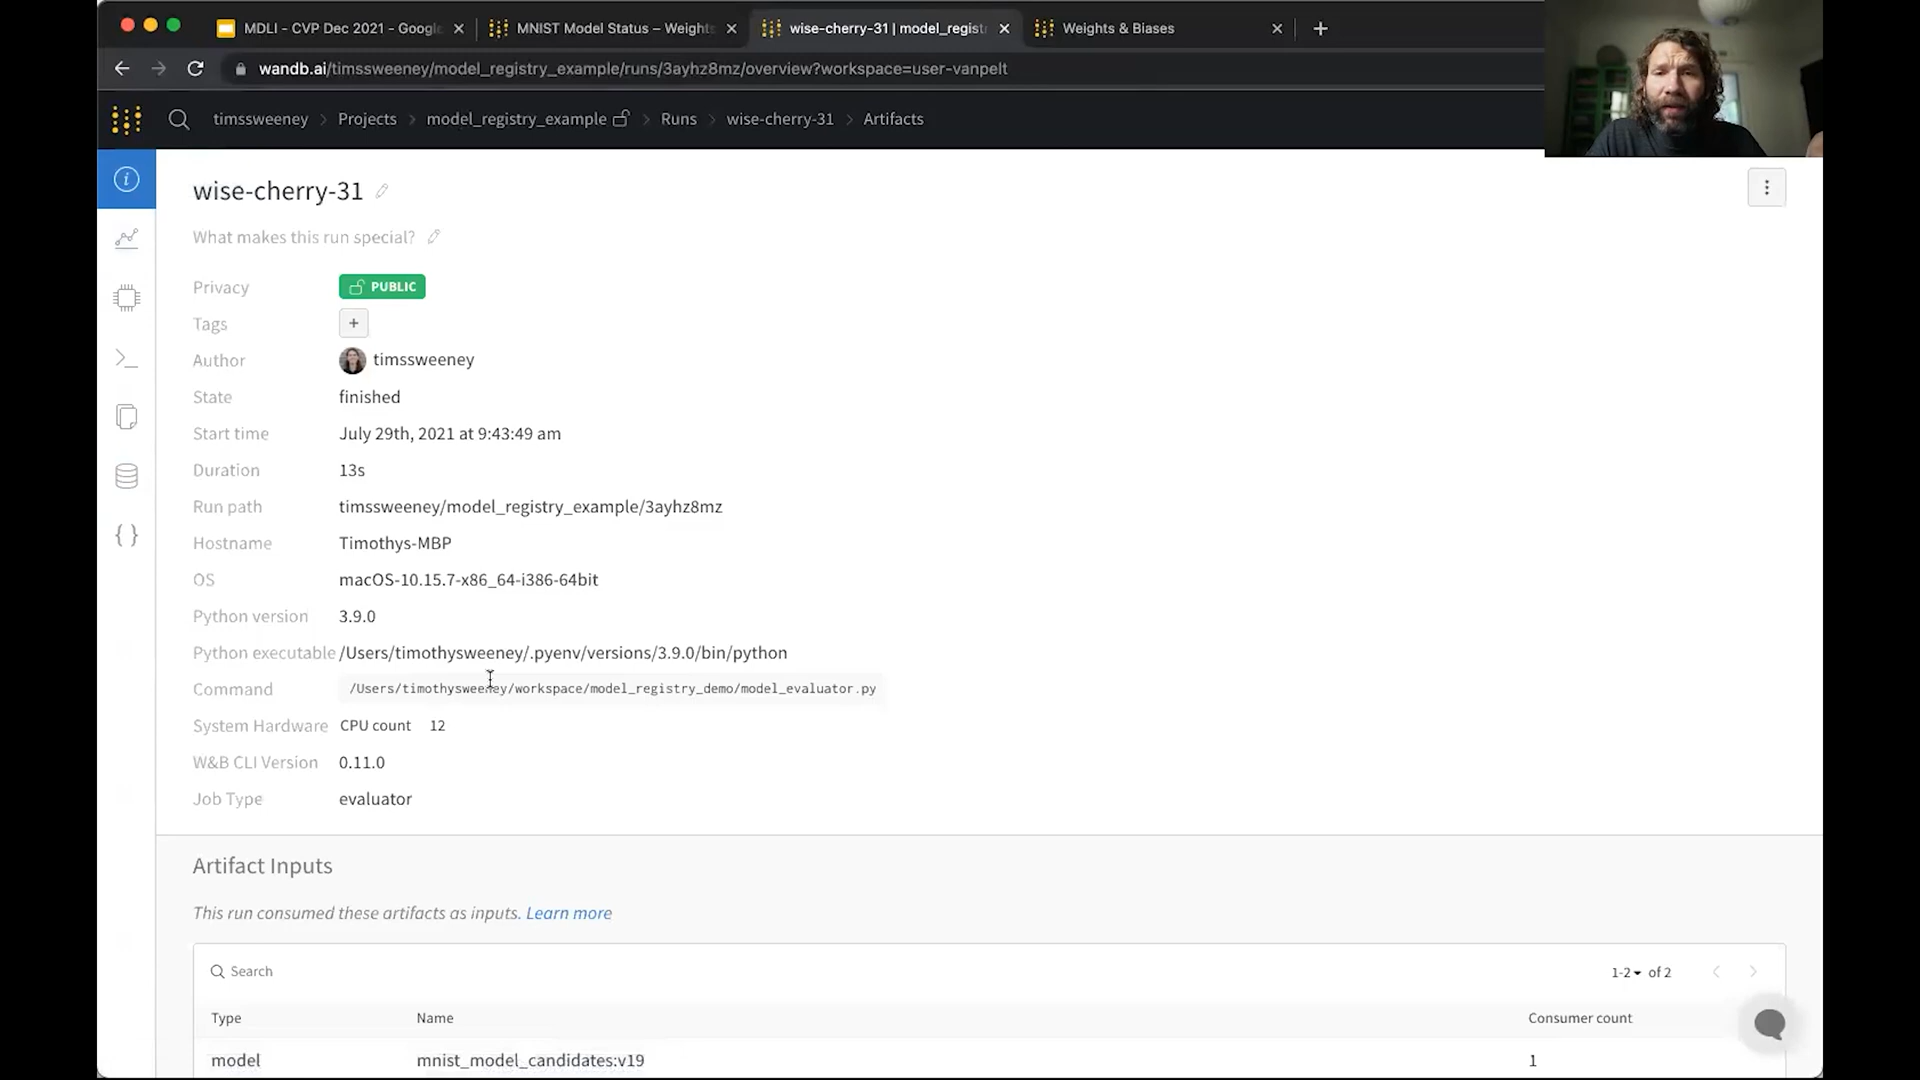 MDLI - CVP Dec 2021 - Google
MNIST Model Status – Weights
wise-cherry-31 | model_regist
Weights & Biases
wandb.ai/timssweeney/model_registry_example/runs/3ayhz8mz/overview?workspace=user-vanpelt
timssweeney > Projects > model_registry_example > Runs > wise-cherry-31 > Artifacts
wise-cherry-31
What makes this run special?
Privacy PUBLIC
Tags +
Author timssweeney
State finished
Start time July 29th, 2021 at 9:43:49 am
Duration 13s
Run path timssweeney/model_registry_example/3ayhz8mz
Hostname Timothys-MBP
OS macOS-10.15.7-x86_64-i386-64bit
Python version 3.9.0
Python executable /Users/timothysweeney/.pyenv/versions/3.9.0/bin/python
Command /Users/timothysweeney/workspace/model_registry_demo/model_evaluator.py
System Hardware CPU count 12
W&B CLI Version 0.11.0
Job Type evaluator
Artifact Inputs
This run consumed these artifacts as inputs. Learn more
Search 1-2 of 2
Type Name Consumer count
model mnist_model_candidates:v19 1